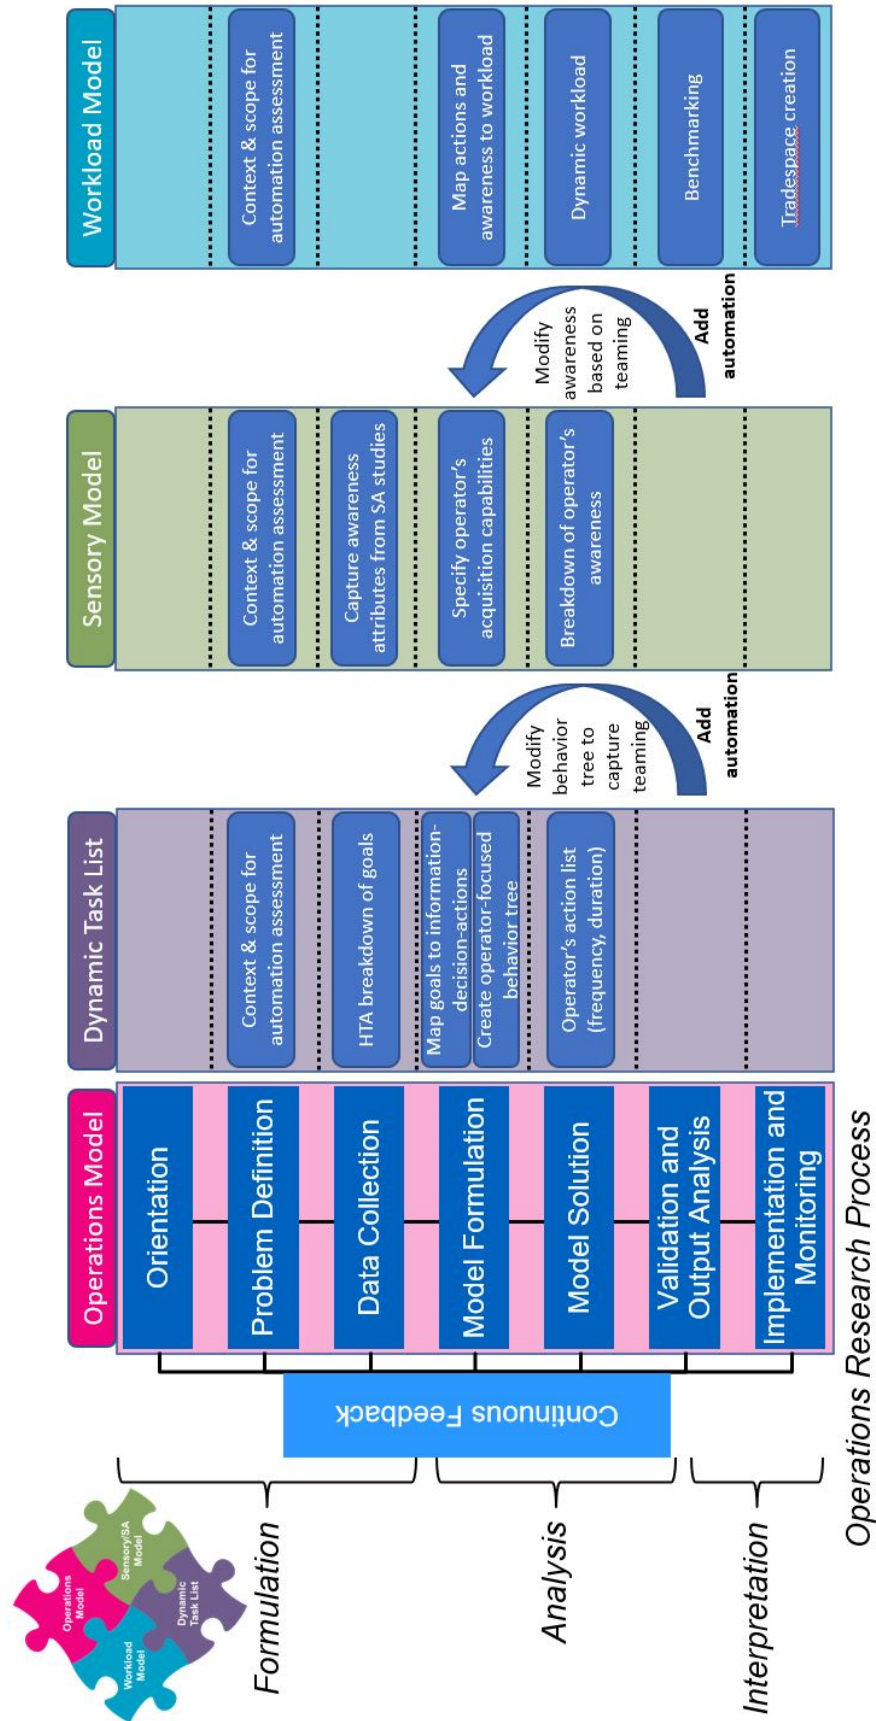 Operations
Model
Sensory/SA
Model
Workload
Model
Dynamic
Task List
Formulation
Analysis
Interpretation
Continuous Feedback
Operations Model
Orientation
Problem Definition
Data Collection
Model Formulation
Model Solution
Validation and
Output Analysis
Implementation and
Monitoring
Operations Research Process
Dynamic Task List
Context & scope for
automation assessment
HTA breakdown of goals
Map goals to information-
decision-actions
Create operator-focused
behavior tree
Operator's action list
(frequency, duration)
Modify
behavior
tree to
capture
teaming
Add
automation
Sensory Model
Context & scope for
automation assessment
Capture awareness
attributes from SA studies
Specify operator's
acquisition capabilities
Breakdown of operator's
awareness
Modify
awareness
based on
teaming
Add
automation
Workload Model
Context & scope for
automation assessment
Map actions and
awareness to workload
Dynamic workload
Benchmarking
Tradespace creation